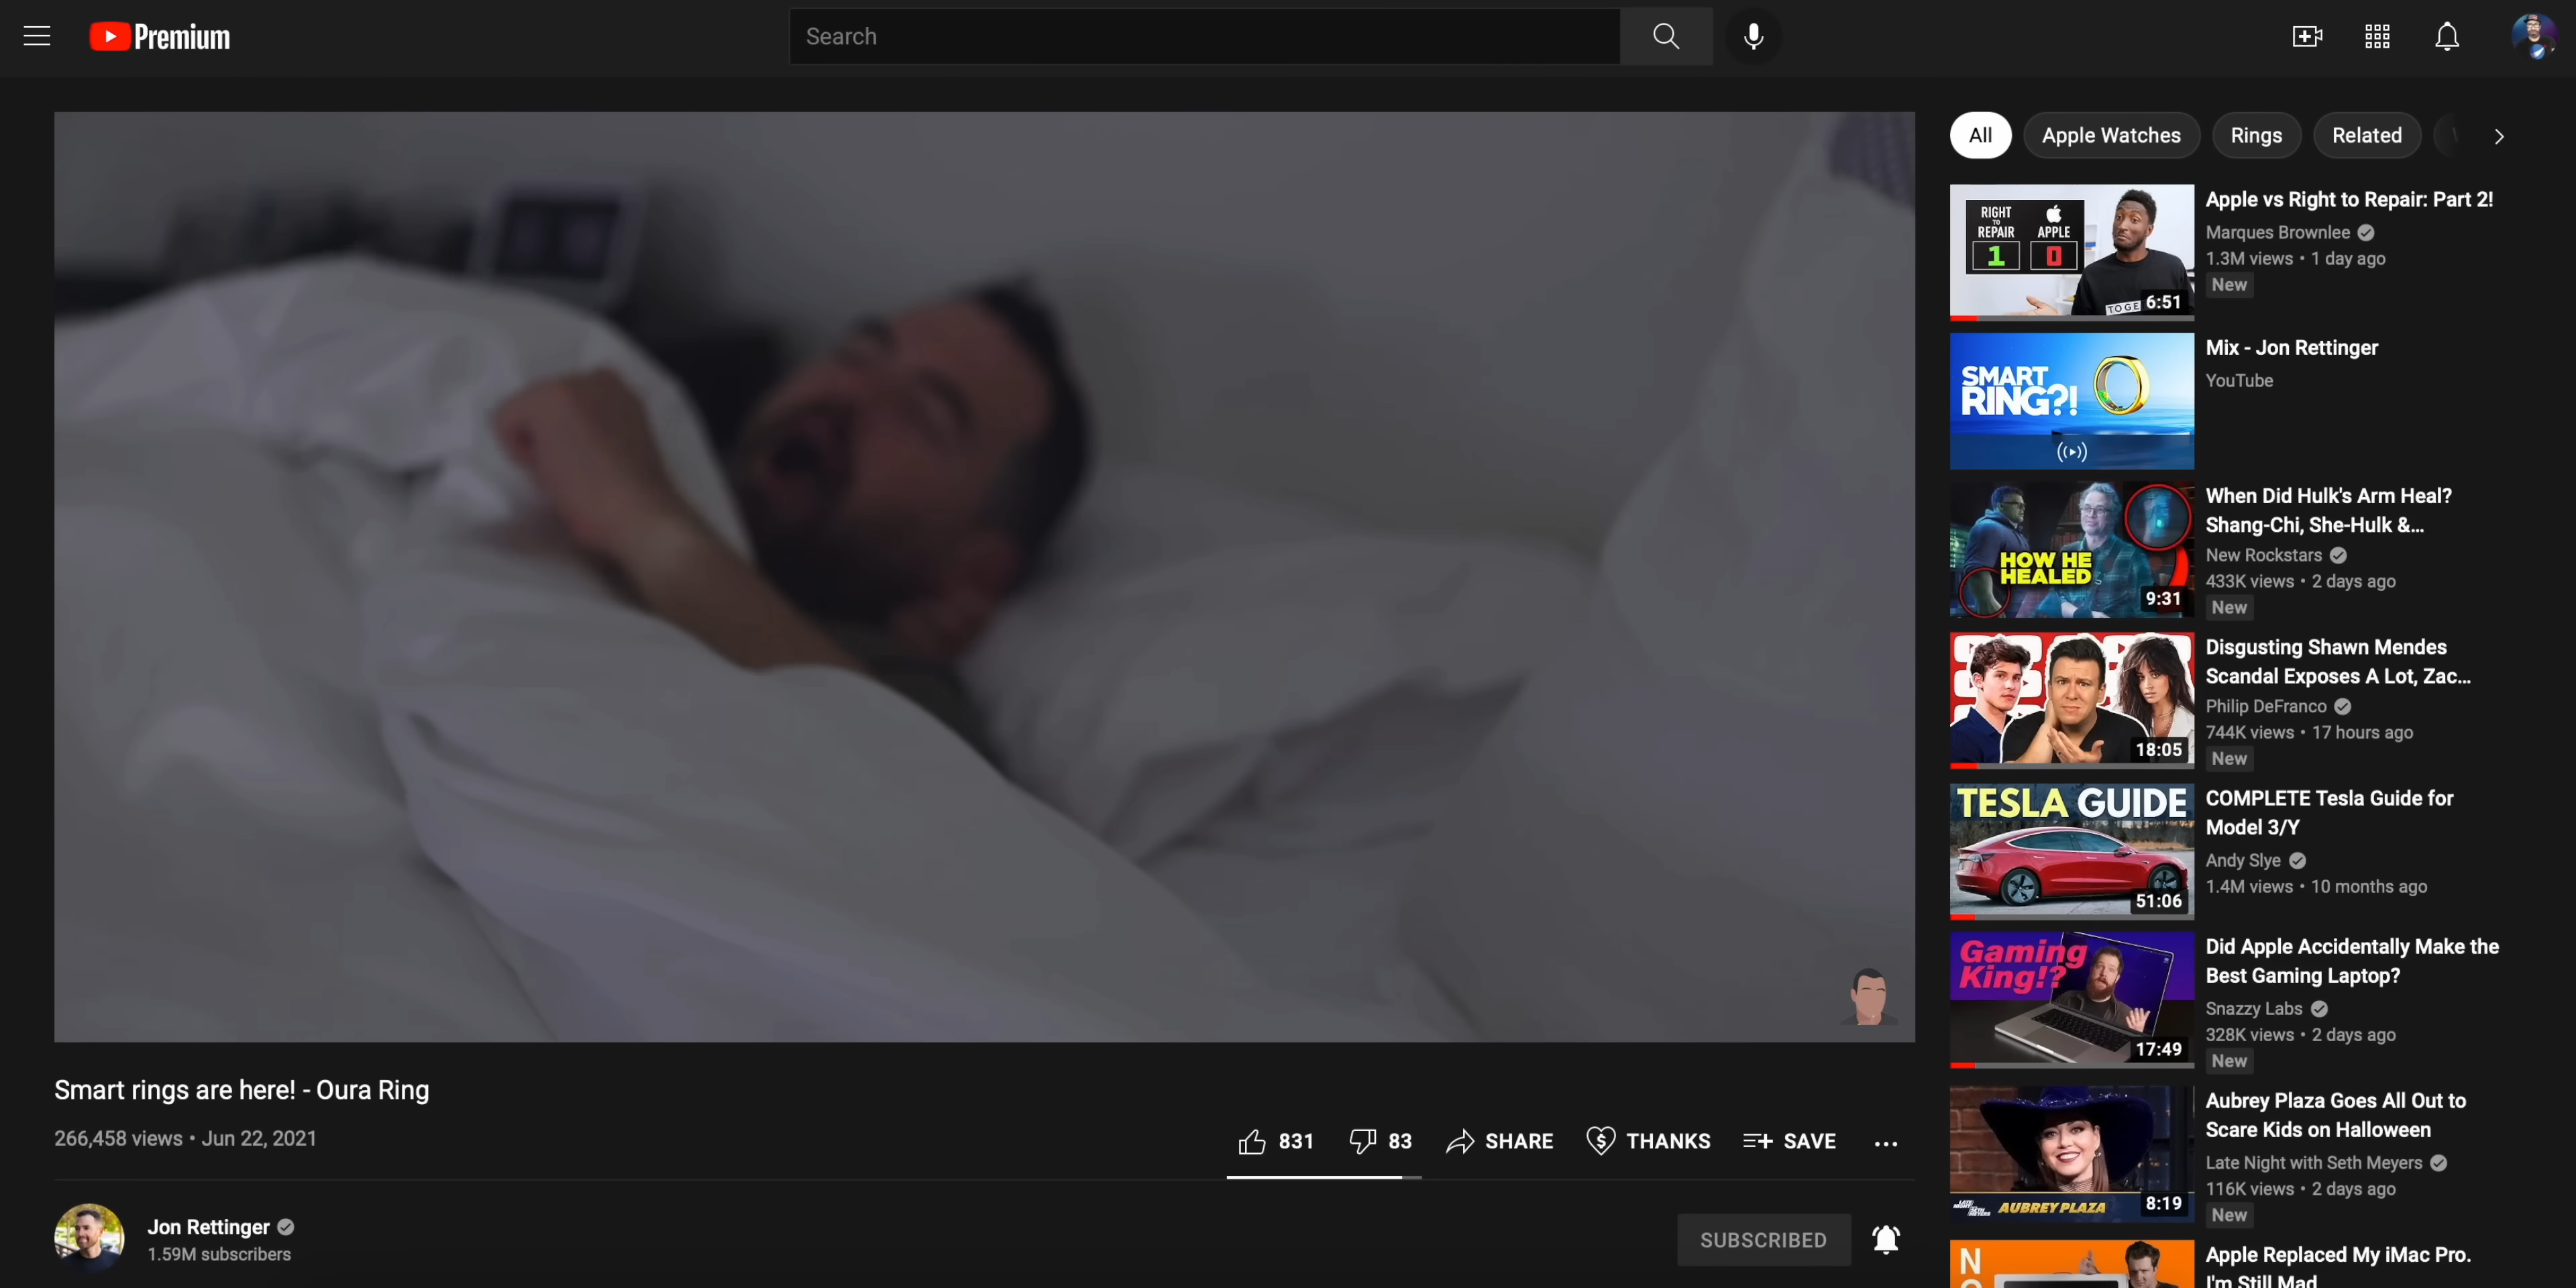 Premium
Search
All
Apple Watches
Rings
Related
RIGHT
TO
REPAIR
APPLE
1
0
TOGE
6:51
Apple vs Right to Repair: Part 2!
Marques Brownlee
1.3M views • 1 day ago
New
SMART
RING?!
Mix - Jon Rettinger
YouTube
HOW HE
HEALED
9:31
When Did Hulk's Arm Heal?
Shang-Chi, She-Hulk &...
New Rockstars
433K views • 2 days ago
New
18:05
Disgusting Shawn Mendes
Scandal Exposes A Lot, Zac...
Philip DeFranco
744K views • 17 hours ago
New
TESLA GUIDE
51:06
COMPLETE Tesla Guide for
Model 3/Y
Andy Slye
1.4M views • 10 months ago
Gaming
King!?
17:49
Did Apple Accidentally Make the
Best Gaming Laptop?
Snazzy Labs
328K views • 2 days ago
New
AUBREY PLAZA
8:19
Aubrey Plaza Goes All Out to
Scare Kids on Halloween
Late Night with Seth Meyers
116K views • 2 days ago
New
N
Apple Replaced My iMac Pro.
I'm Still Mad
Smart rings are here! - Oura Ring
266,458 views • Jun 22, 2021
831
83
SHARE
THANKS
SAVE
Jon Rettinger
1.59M subscribers
SUBSCRIBED